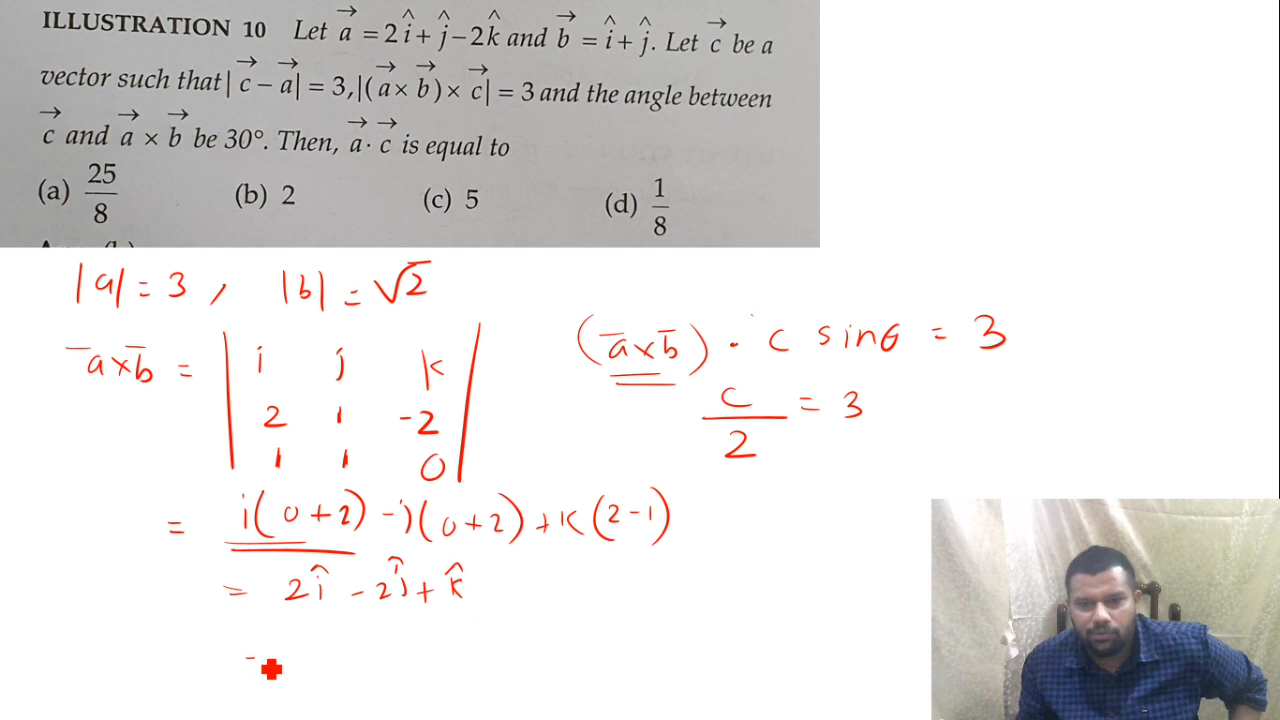 ILLUSTRATION 10 Let a⃗ = 2î + ĵ − 2k̂ and b⃗ = î + ĵ. Let c⃗ be a
vector such that | c⃗ − a⃗ | = 3, |(a⃗ × b⃗) × c⃗| = 3 and the angle between
c⃗ and a⃗ × b⃗ be 30°. Then, a⃗ · c⃗ is equal to
(a) 25/8 (b) 2 (c) 5 (d) 1/8
|a| = 3 , |b| = √2
a̅ x b̅ = | i j k |
2 1 -2
1 1 0
= i(0+2) - j(0+2) + k(2-1)
= 2î - 2ĵ + k̂
(a̅ x b̅) · c sinθ = 3
c/2 = 3